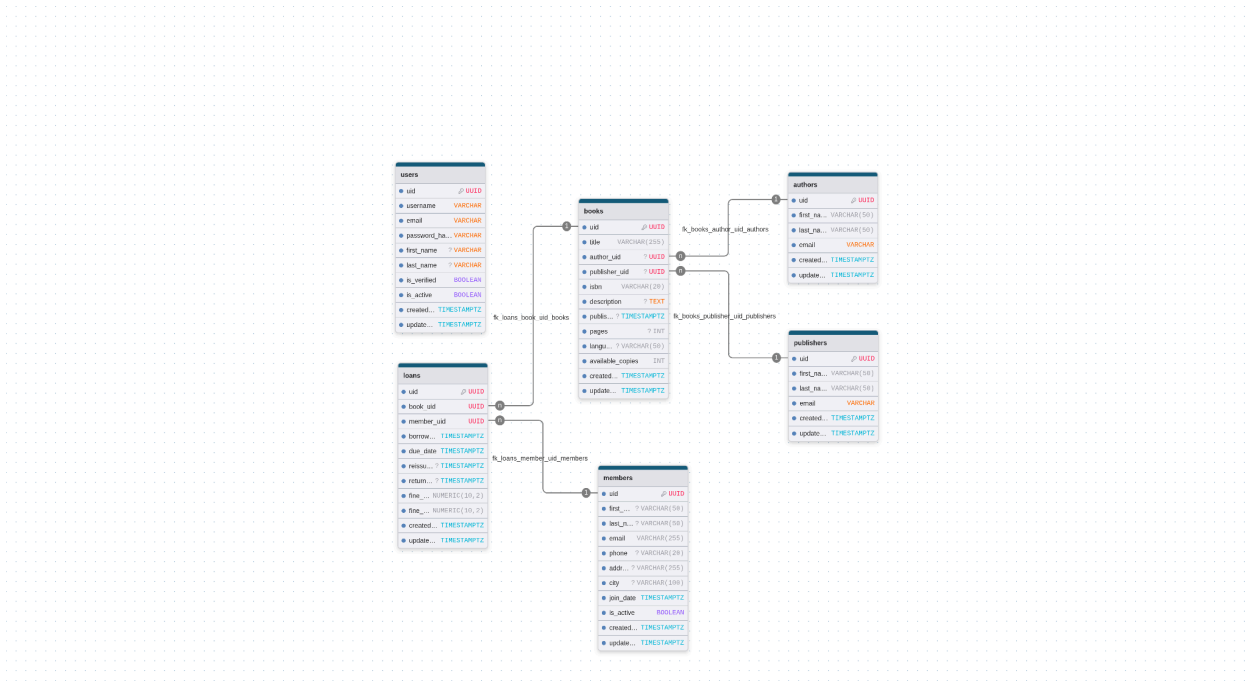 users
uid UUID
username VARCHAR
email VARCHAR
password_ha... VARCHAR
first_name ? VARCHAR
last_name ? VARCHAR
is_verified BOOLEAN
is_active BOOLEAN
created... TIMESTAMPTZ
update... TIMESTAMPTZ
loans
uid UUID
book_uid UUID
member_uid UUID
borrow... TIMESTAMPTZ
due_date TIMESTAMPTZ
reissu... ? TIMESTAMPTZ
return... ? TIMESTAMPTZ
fine_... NUMERIC(10,2)
fine_... NUMERIC(10,2)
created... TIMESTAMPTZ
update... TIMESTAMPTZ
fk_loans_book_uid_books
1
n
n
fk_loans_member_uid_members
1
books
uid UUID
title VARCHAR(255)
author_uid ? UUID
publisher_uid ? UUID
isbn VARCHAR(20)
description ? TEXT
publis... ? TIMESTAMPTZ
pages ? INT
langu... ? VARCHAR(50)
available_copies INT
created... TIMESTAMPTZ
update... TIMESTAMPTZ
members
uid UUID
first_... ? VARCHAR(50)
last_n... ? VARCHAR(50)
email VARCHAR(255)
phone ? VARCHAR(20)
addr... ? VARCHAR(255)
city ? VARCHAR(100)
join_date TIMESTAMPTZ
is_active BOOLEAN
created... TIMESTAMPTZ
update... TIMESTAMPTZ
1
fk_books_author_uid_authors
n
n
fk_books_publisher_uid_publishers
1
authors
uid UUID
first_na... VARCHAR(50)
last_na... VARCHAR(50)
email VARCHAR
created... TIMESTAMPTZ
update... TIMESTAMPTZ
publishers
uid UUID
first_na... VARCHAR(50)
last_na... VARCHAR(50)
email VARCHAR
created... TIMESTAMPTZ
update... TIMESTAMPTZ